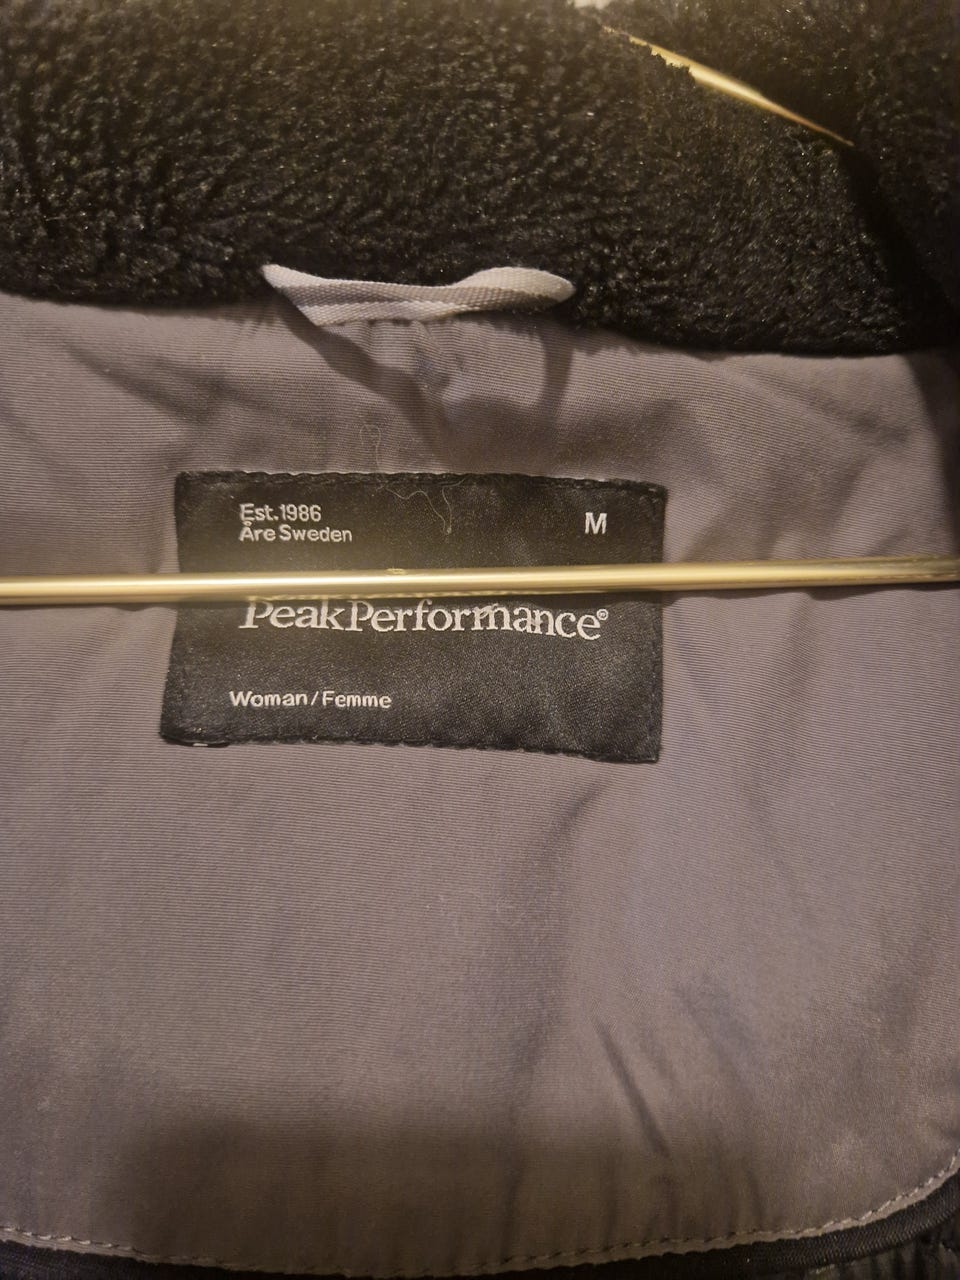 Est.1986
Åre Sweden
M
PeakPerformance®
Woman/Femme